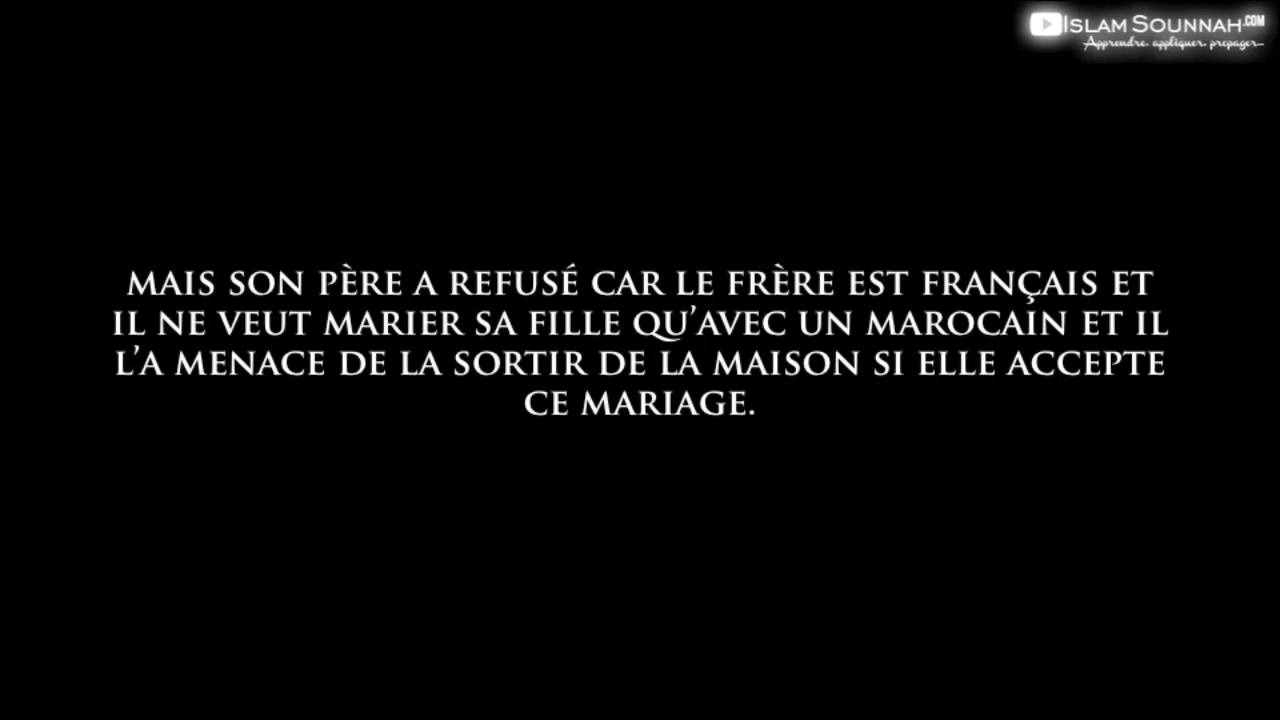 ISLAM SOUNNAH.COM
Apprendre, appliquer, propager...
MAIS SON PÈRE A REFUSÉ CAR LE FRÈRE EST FRANÇAIS ET
IL NE VEUT MARIER SA FILLE QU'AVEC UN MAROCAIN ET IL
L'A MENACE DE LA SORTIR DE LA MAISON SI ELLE ACCEPTE
CE MARIAGE.